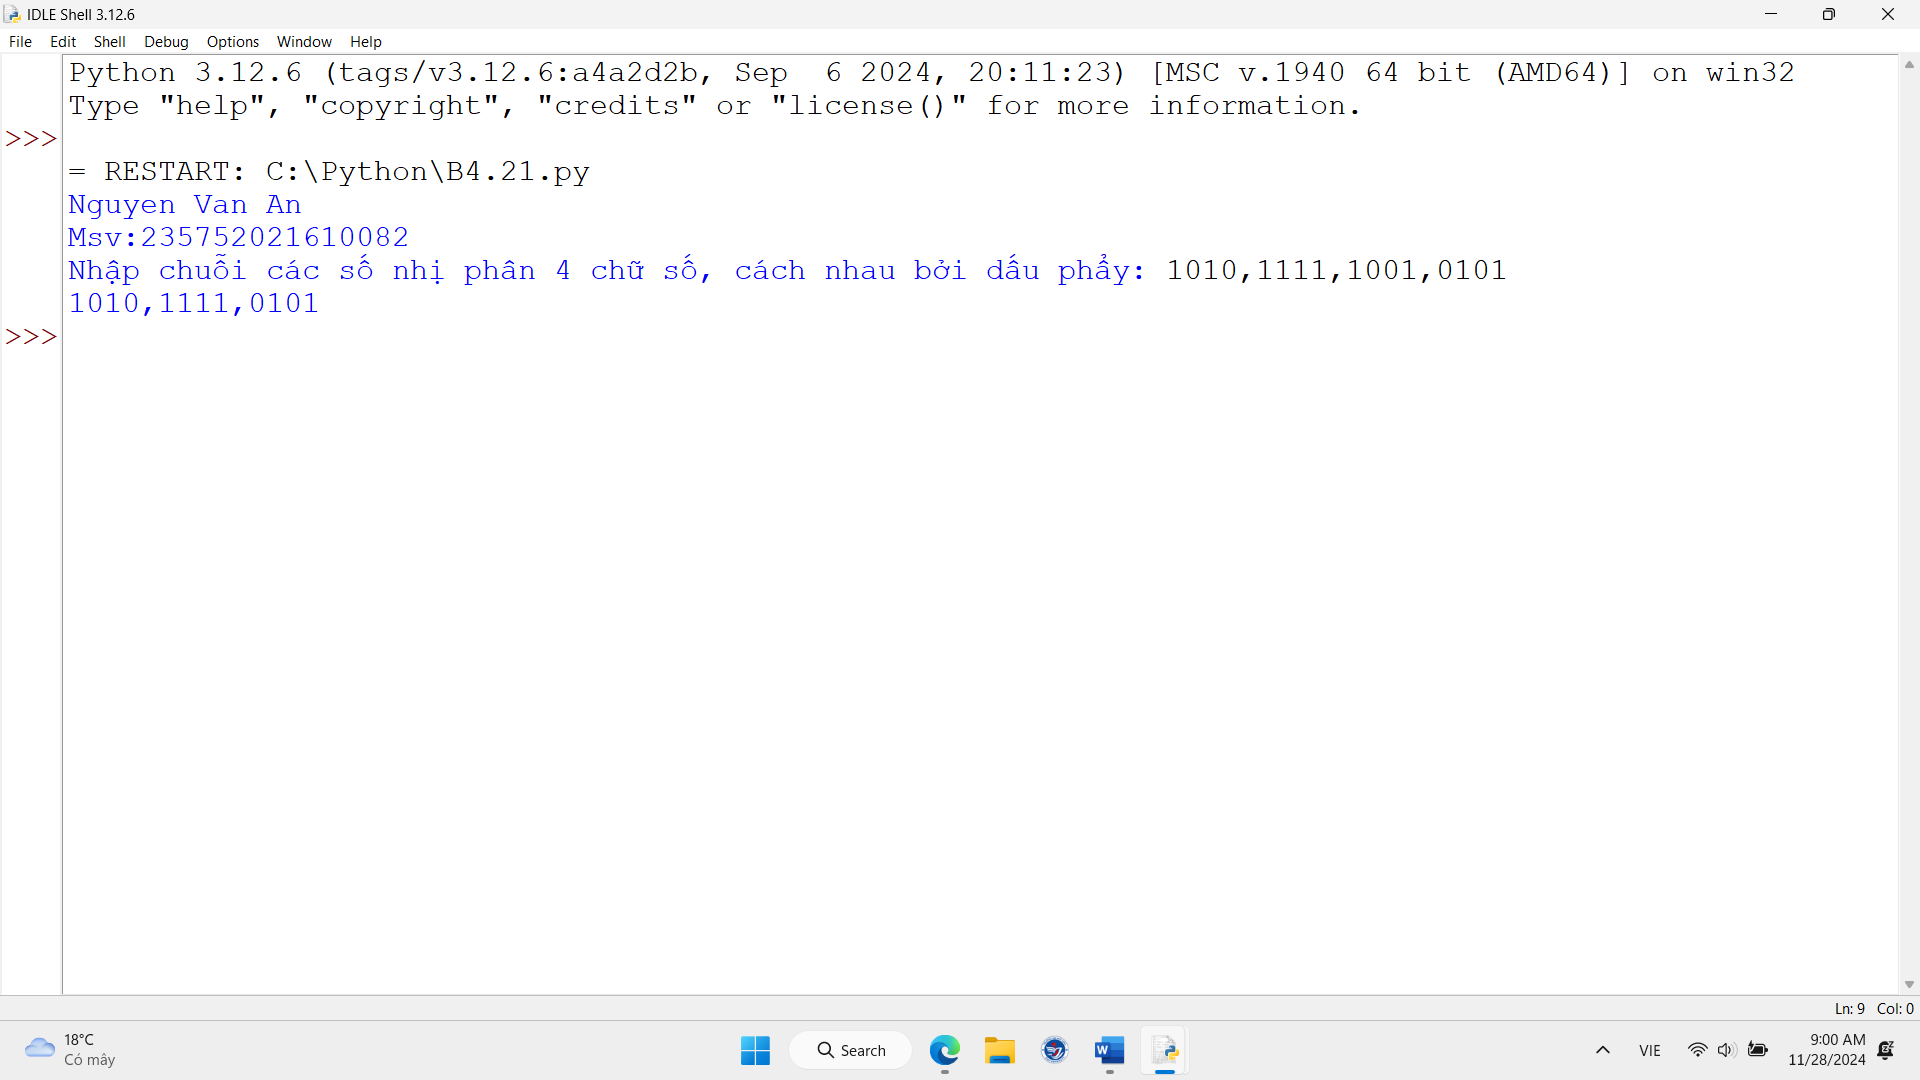 IDLE Shell 3.12.6
File Edit Shell Debug Options Window Help
Python 3.12.6 (tags/v3.12.6:a4a2d2b, Sep  6 2024, 20:11:23) [MSC v.1940 64 bit (AMD64)] on win32
Type "help", "copyright", "credits" or "license()" for more information.
>>>
= RESTART: C:\Python\B4.21.py
Nguyen Van An
Msv:235752021610082
Nhập chuỗi các số nhị phân 4 chữ số, cách nhau bởi dấu phẩy: 1010,1111,1001,0101
1010,1111,0101
>>>
Ln: 9 Col: 0
18°C
Có mây
Search
VIE
9:00 AM
11/28/2024